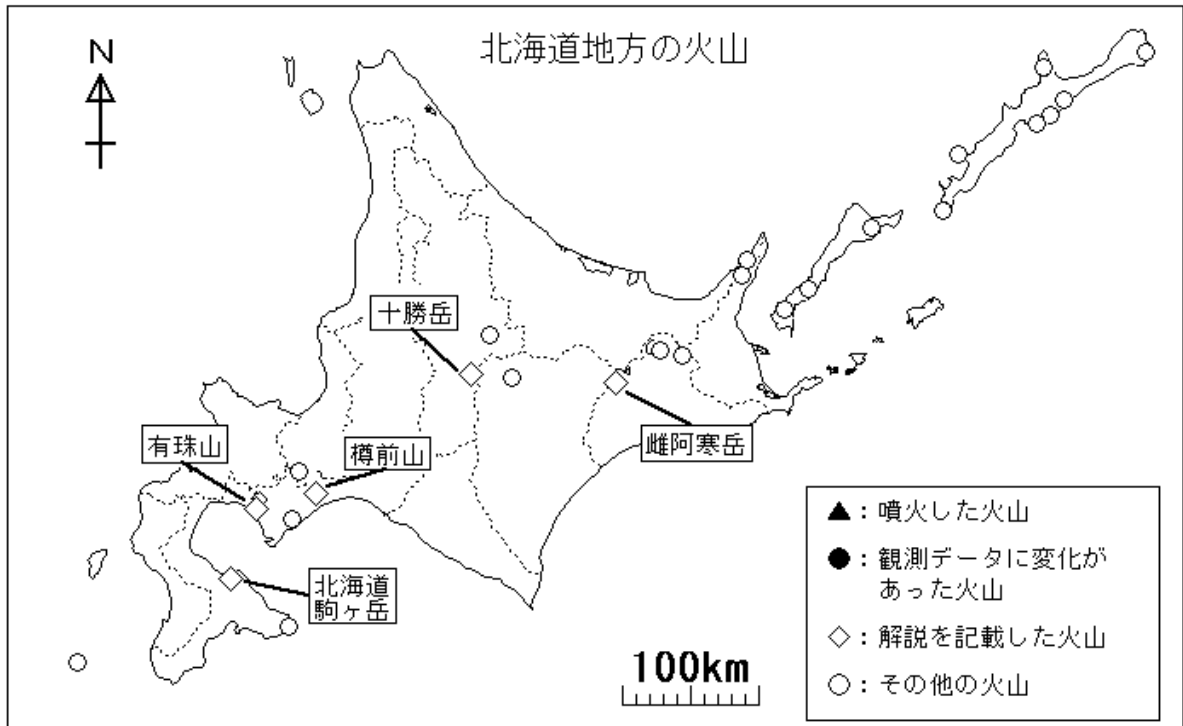 北海道地方の火山
N
十勝岳
有珠山
樽前山
雌阿寒岳
北海道
駒ヶ岳
▲：噴火した火山
●：観測データに変化が
あった火山
◇：解説を記載した火山
○：その他の火山
100km